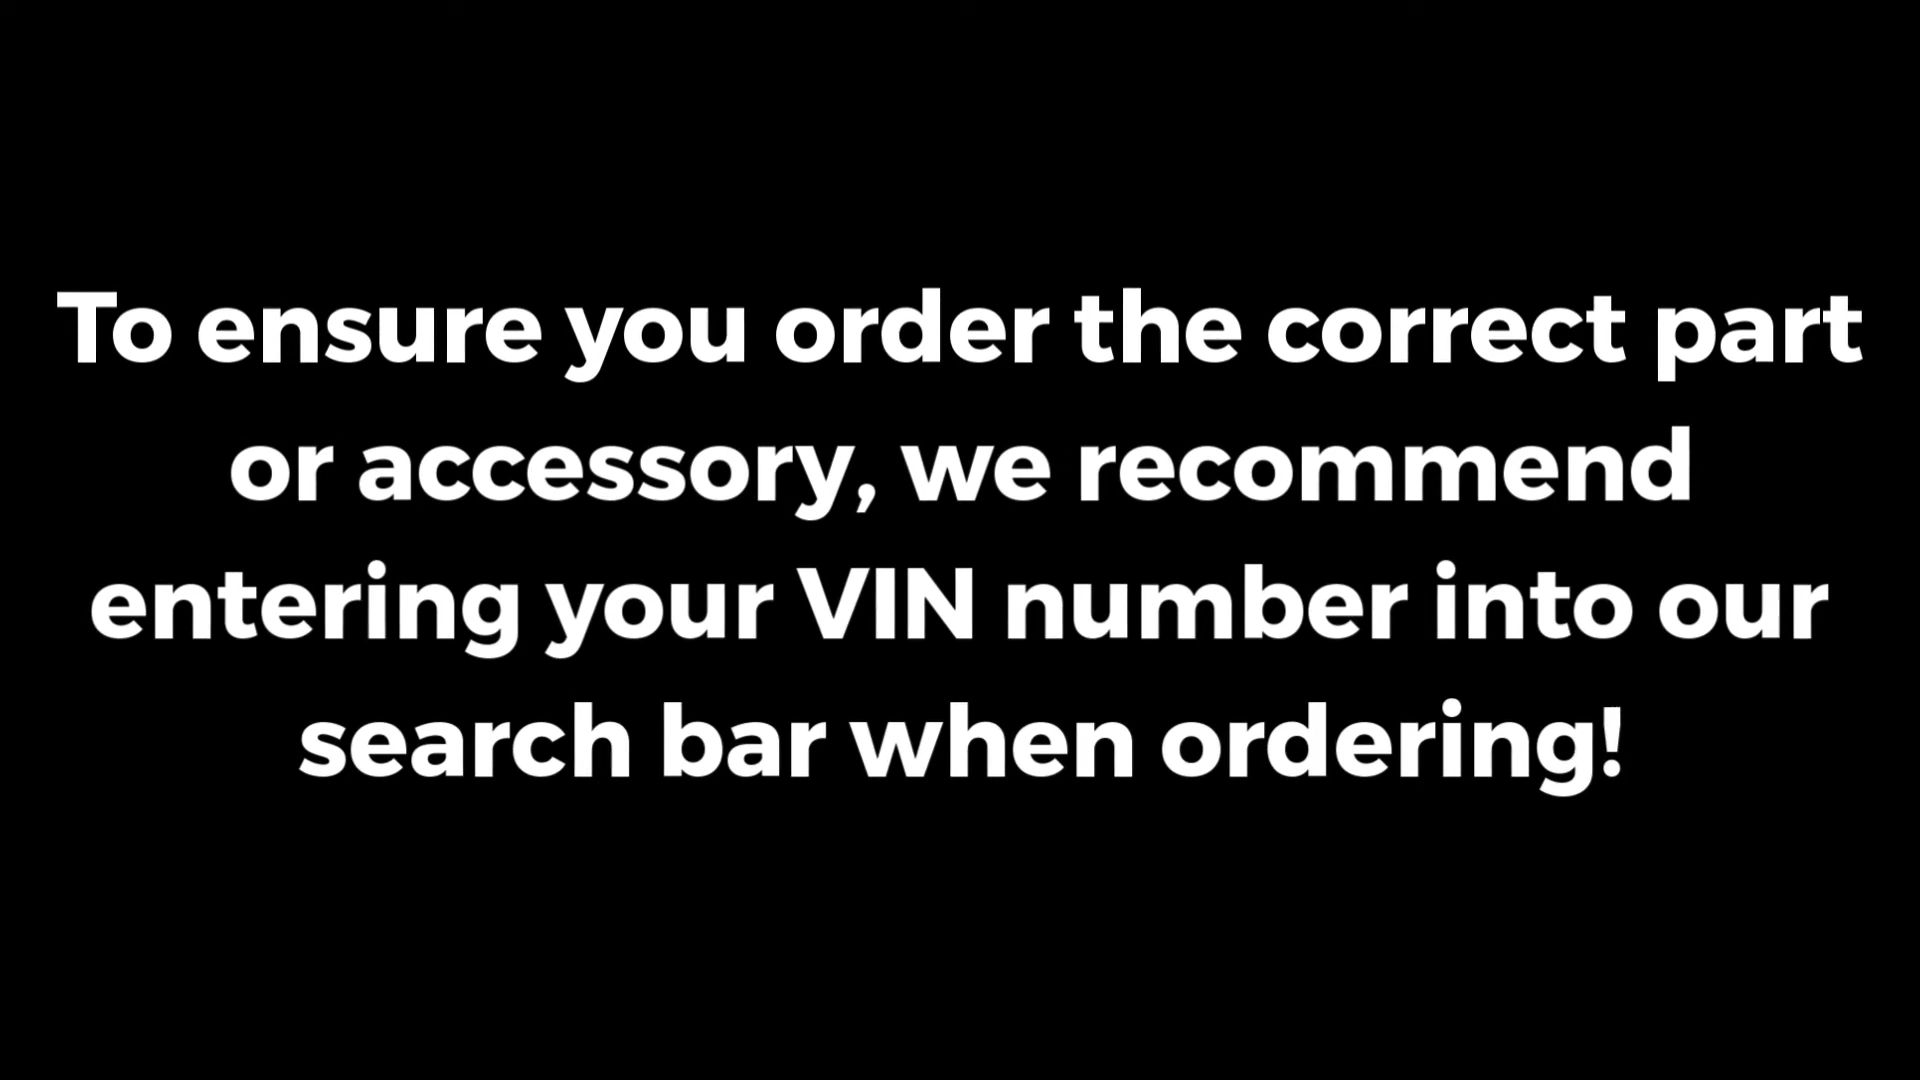 To ensure you order the correct part
or accessory, we recommend
entering your VIN number into our
search bar when ordering!